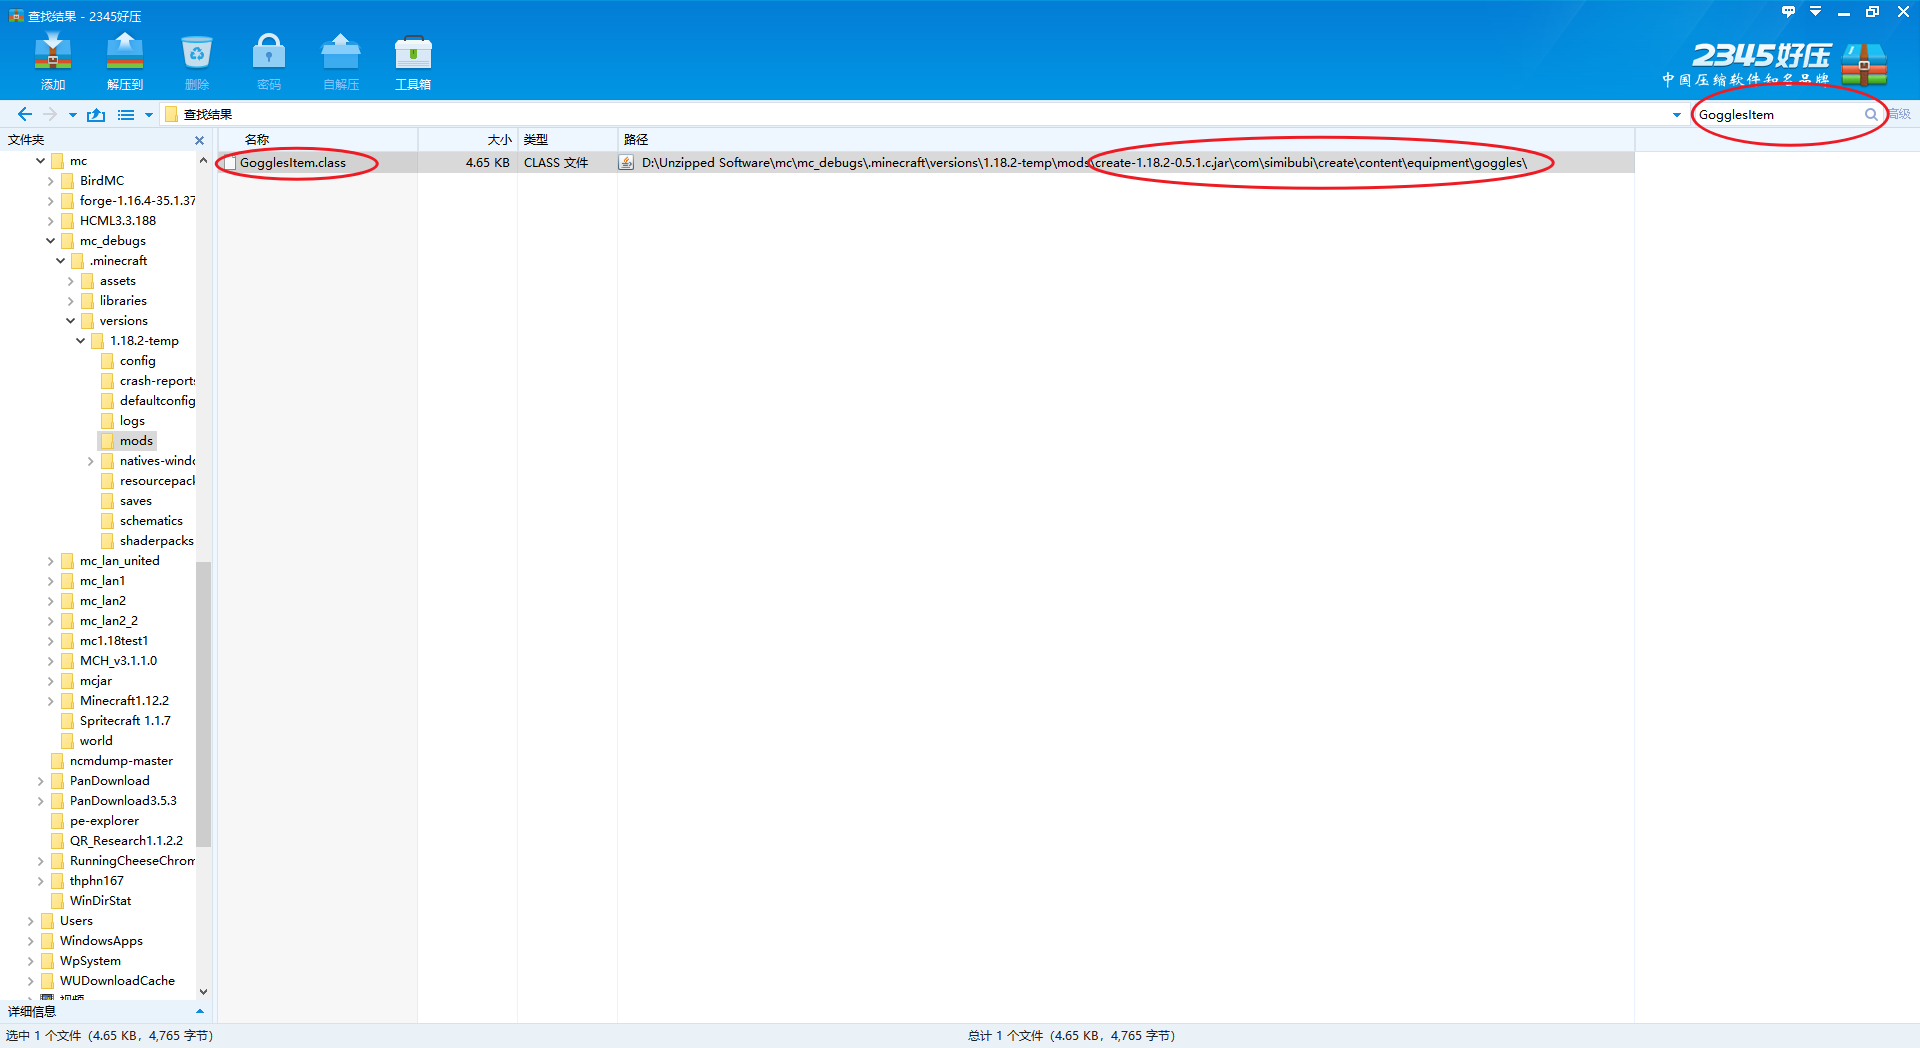 查找结果 - 2345好压
添加
解压到
删除
密码
自解压
工具箱
2345好压
中国压缩软件知名品牌
查找结果
GogglesItem
高级
文件夹
名称
大小
类型
路径
GogglesItem.class
4.65 KB
CLASS 文件
D:\Unzipped Software\mc\mc_debugs\.minecraft\versions\1.18.2-temp\mods\create-1.18.2-0.5.1.c.jar\com\simibubi\create\content\equipment\goggles\
mc
BirdMC
forge-1.16.4-35.1.37
HCML3.3.188
mc_debugs
.minecraft
assets
libraries
versions
1.18.2-temp
config
crash-reports
defaultconfig
logs
mods
natives-windo
resourcepack
saves
schematics
shaderpacks
mc_lan_united
mc_lan1
mc_lan2
mc_lan2_2
mc1.18test1
MCH_v3.1.1.0
mcjar
Minecraft1.12.2
Spritecraft 1.1.7
world
ncmdump-master
PanDownload
PanDownload3.5.3
pe-explorer
QR_Research1.1.2.2
RunningCheeseChrom
thphn167
WinDirStat
Users
WindowsApps
WpSystem
WUDownloadCache
视频
详细信息
选中 1 个文件（4.65 KB，4,765 字节）
总计 1 个文件（4.65 KB，4,765 字节）